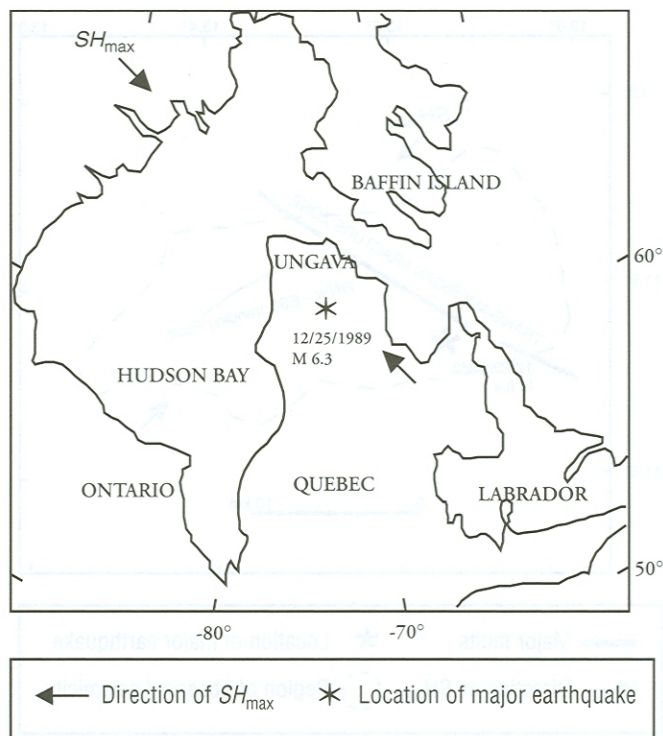 SHmax
BAFFIN ISLAND
60°
UNGAVA
12/25/1989
M 6.3
HUDSON BAY
ONTARIO
QUEBEC
LABRADOR
50°
-80°
-70°
Direction of SHmax
Location of major earthquake